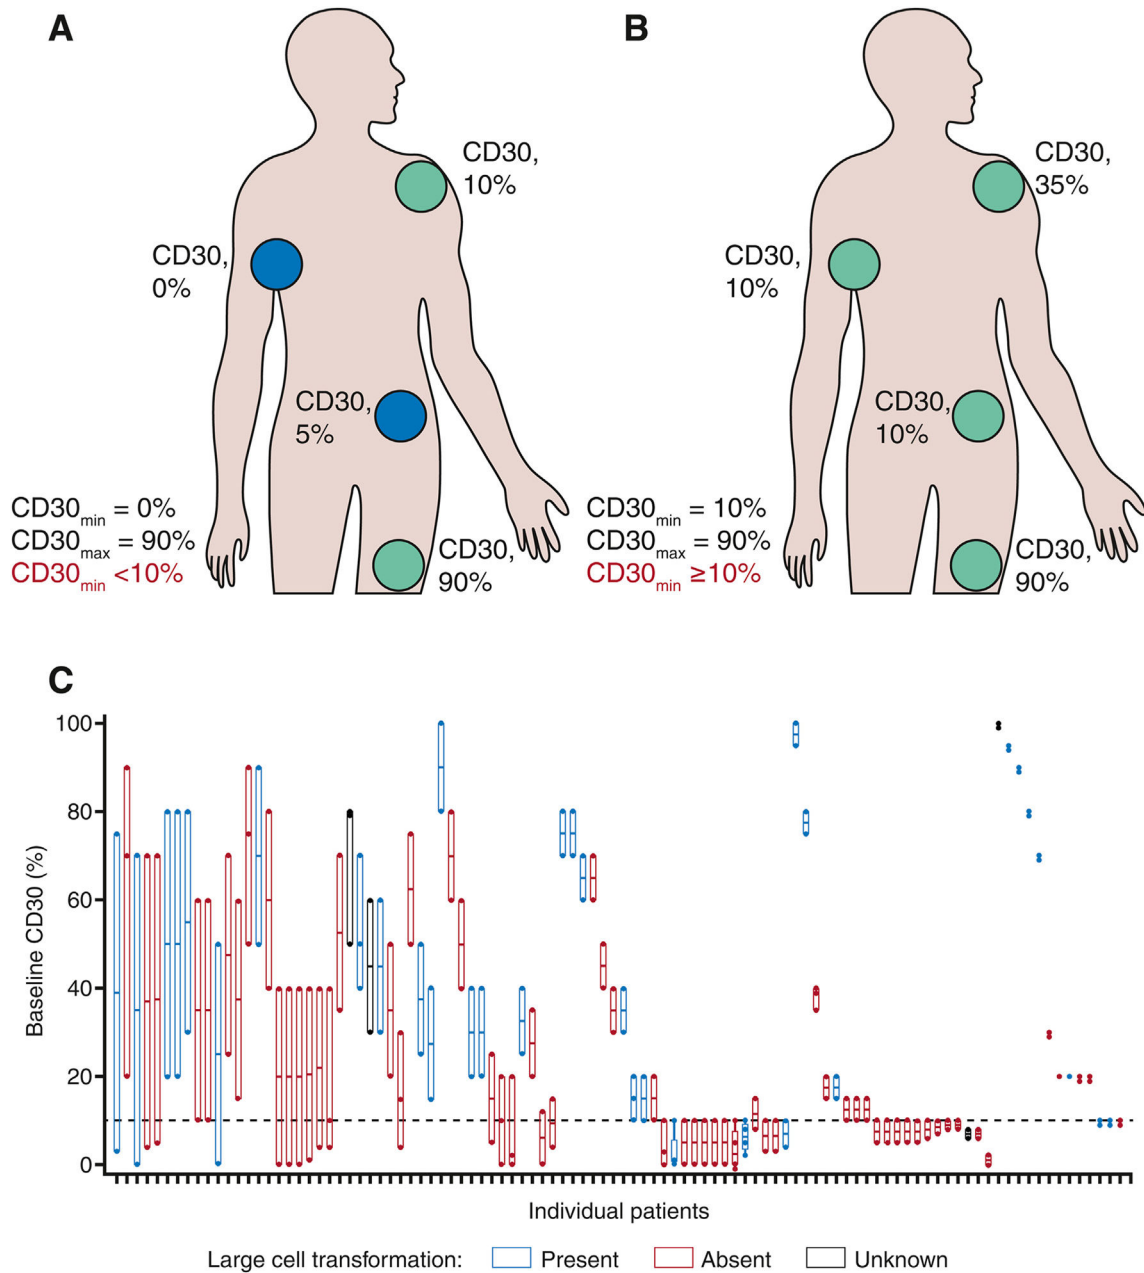 A
B
CD30,
10%
CD30,
0%
CD30,
5%
CD30,
90%
CD30min = 0%
CD30max = 90%
CD30min <10%
CD30,
35%
CD30,
10%
CD30,
10%
CD30,
90%
CD30min = 10%
CD30max = 90%
CD30min ≥10%
C
Baseline CD30 (%)
100
80
60
40
20
0
Individual patients
Large cell transformation: Present Absent Unknown